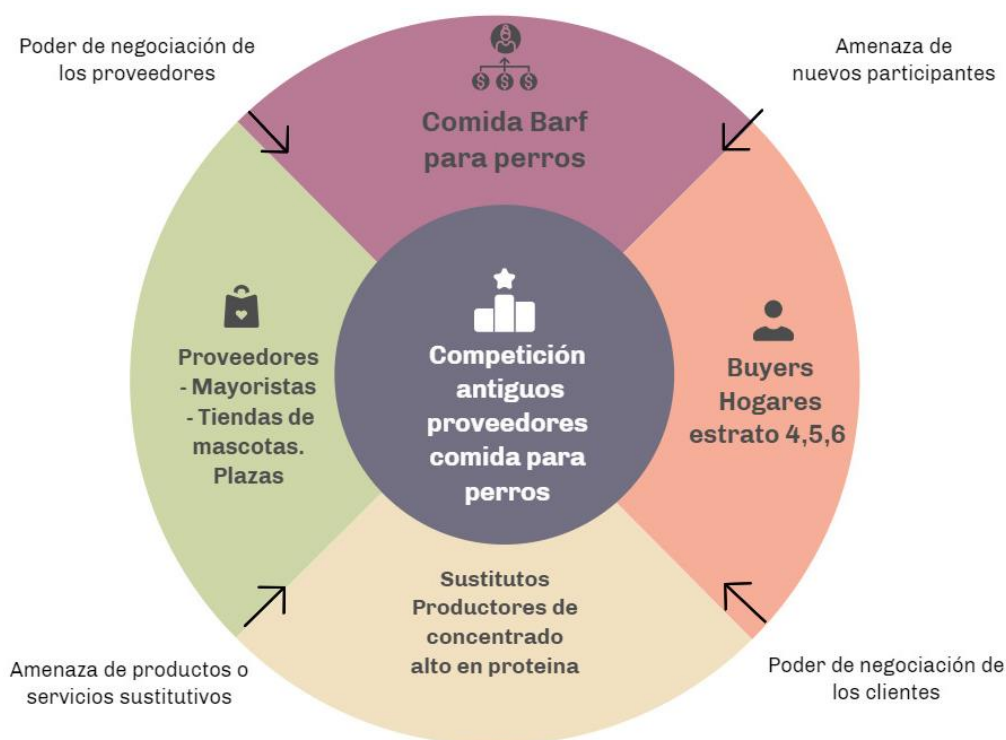 Poder de negociación de
los proveedores
Amenaza de
nuevos participantes
Comida Barf
para perros
Proveedores
- Mayoristas
- Tiendas de
mascotas.
Plazas
Competición
antiguos
proveedores
comida para
perros
Buyers
Hogares
estrato 4,5,6
Sustitutos
Productores de
concentrado
alto en proteina
Amenaza de productos o
servicios sustitutivos
Poder de negociación de
los clientes